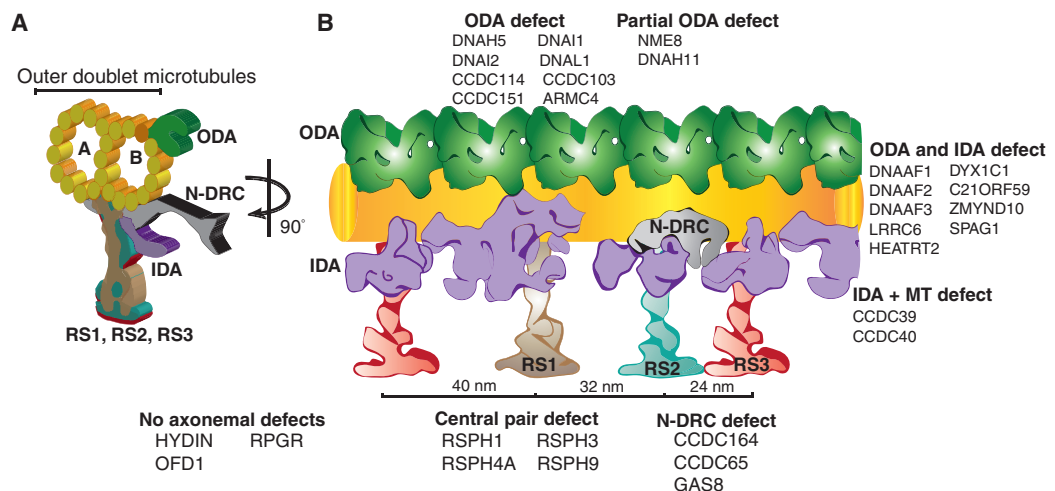 A
Outer doublet microtubules
A
B
ODA
N-DRC
90°
IDA
RS1, RS2, RS3
B
ODA defect
DNAH5 DNAI1
DNAI2 DNAL1
CCDC114 CCDC103
CCDC151 ARMC4
Partial ODA defect
NME8
DNAH11
ODA
N-DRC
IDA
RS1
RS2
RS3
40 nm
32 nm
24 nm
ODA and IDA defect
DNAAF1 DYX1C1
DNAAF2 C21ORF59
DNAAF3 ZMYND10
LRRC6 SPAG1
HEATRT2
IDA + MT defect
CCDC39
CCDC40
No axonemal defects
HYDIN RPGR
OFD1
Central pair defect
RSPH1 RSPH3
RSPH4A RSPH9
N-DRC defect
CCDC164
CCDC65
GAS8